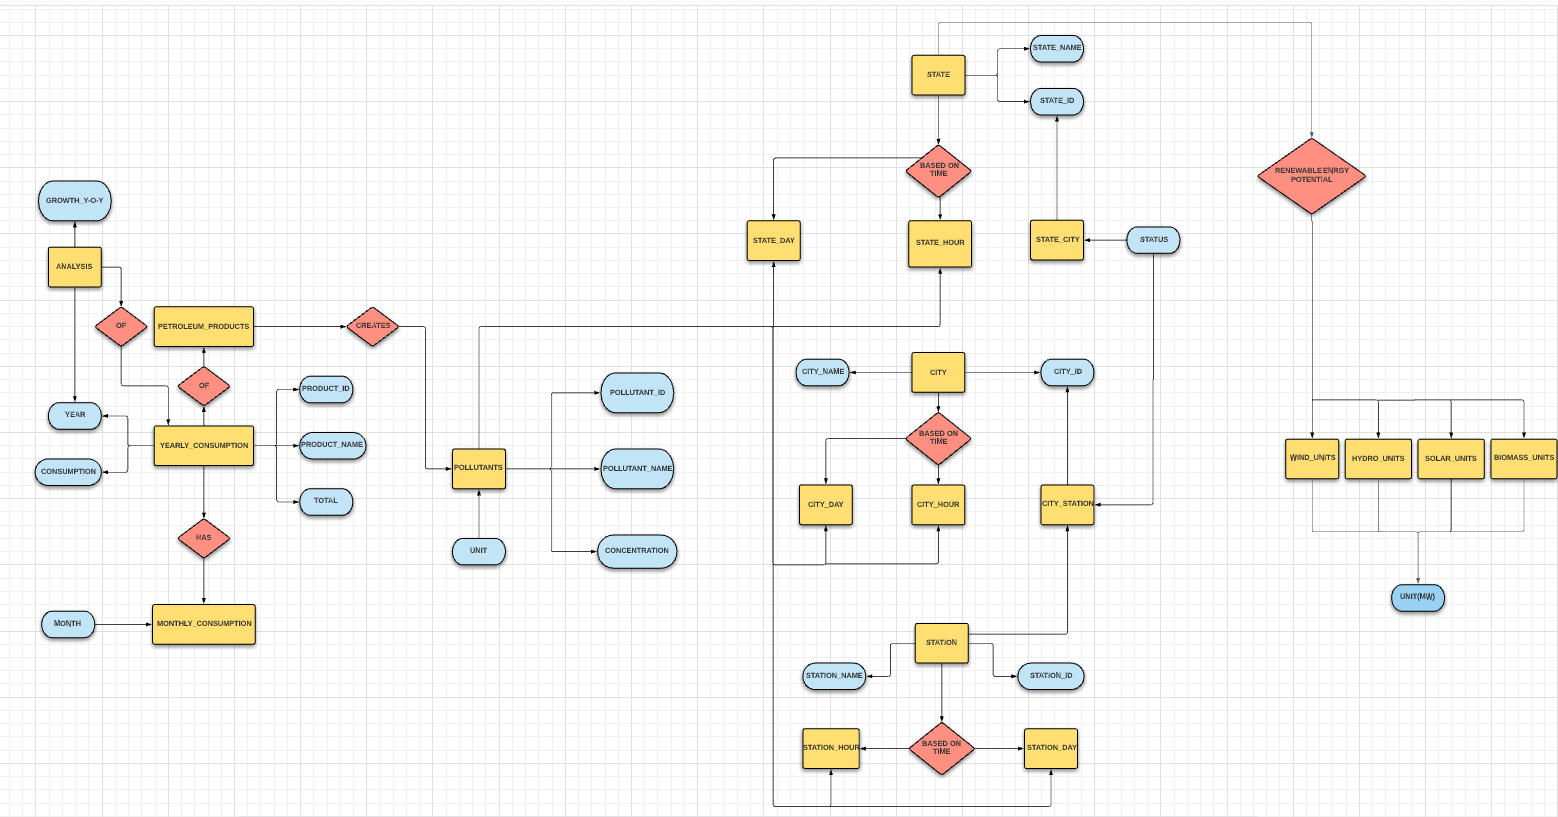 STATE_NAME
STATE
STATE_ID
BASED ON
TIME
RENEWABLE ENRGY
POTENTIAL
GROWTH_Y-O-Y
STATE_DAY
STATE_HOUR
STATE_CITY
STATUS
ANALYSIS
OF
PETROLEUM_PRODUCTS
CREATES
OF
PRODUCT_ID
CITY_NAME
CITY
CITY_ID
POLLUTANT_ID
YEAR
YEARLY_CONSUMPTION
PRODUCT_NAME
BASED ON
TIME
CONSUMPTION
POLLUTANTS
POLLUTANT_NAME
WIND_UNITS
HYDRO_UNITS
SOLAR_UNITS
BIOMASS_UNITS
TOTAL
CITY_DAY
CITY_HOUR
CITY_STATION
HAS
UNIT
CONCENTRATION
UNIT(MW)
MONTH
MONTHLY_CONSUMPTION
STATION
STATION_NAME
STATION_ID
STATION_HOUR
BASED ON
TIME
STATION_DAY